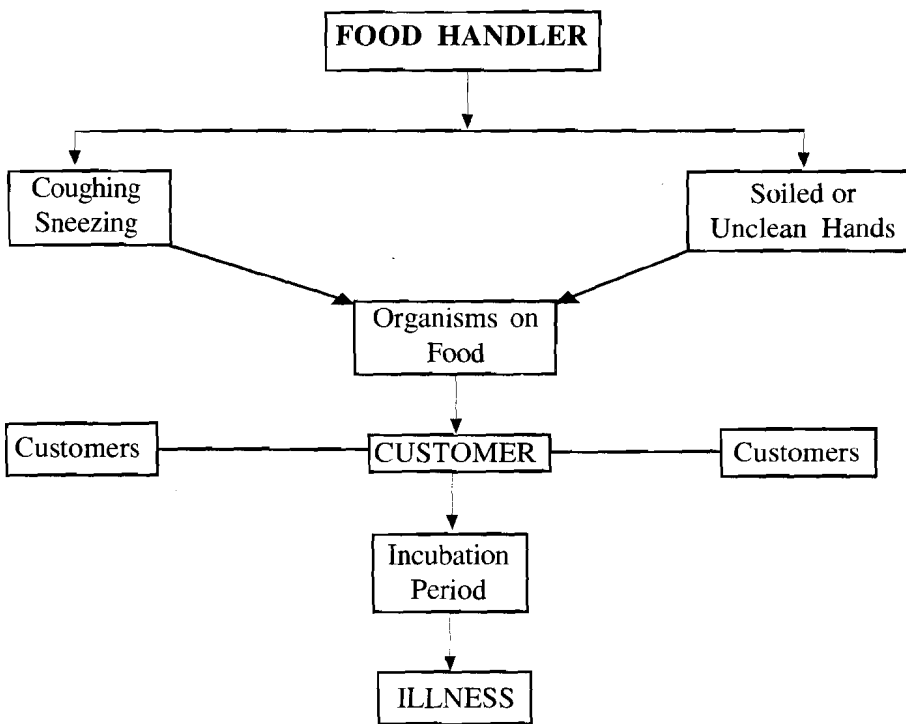 FOOD HANDLER
Coughing
Sneezing
Soiled or
Unclean Hands
Organisms on
Food
Customers
CUSTOMER
Customers
Incubation
Period
ILLNESS